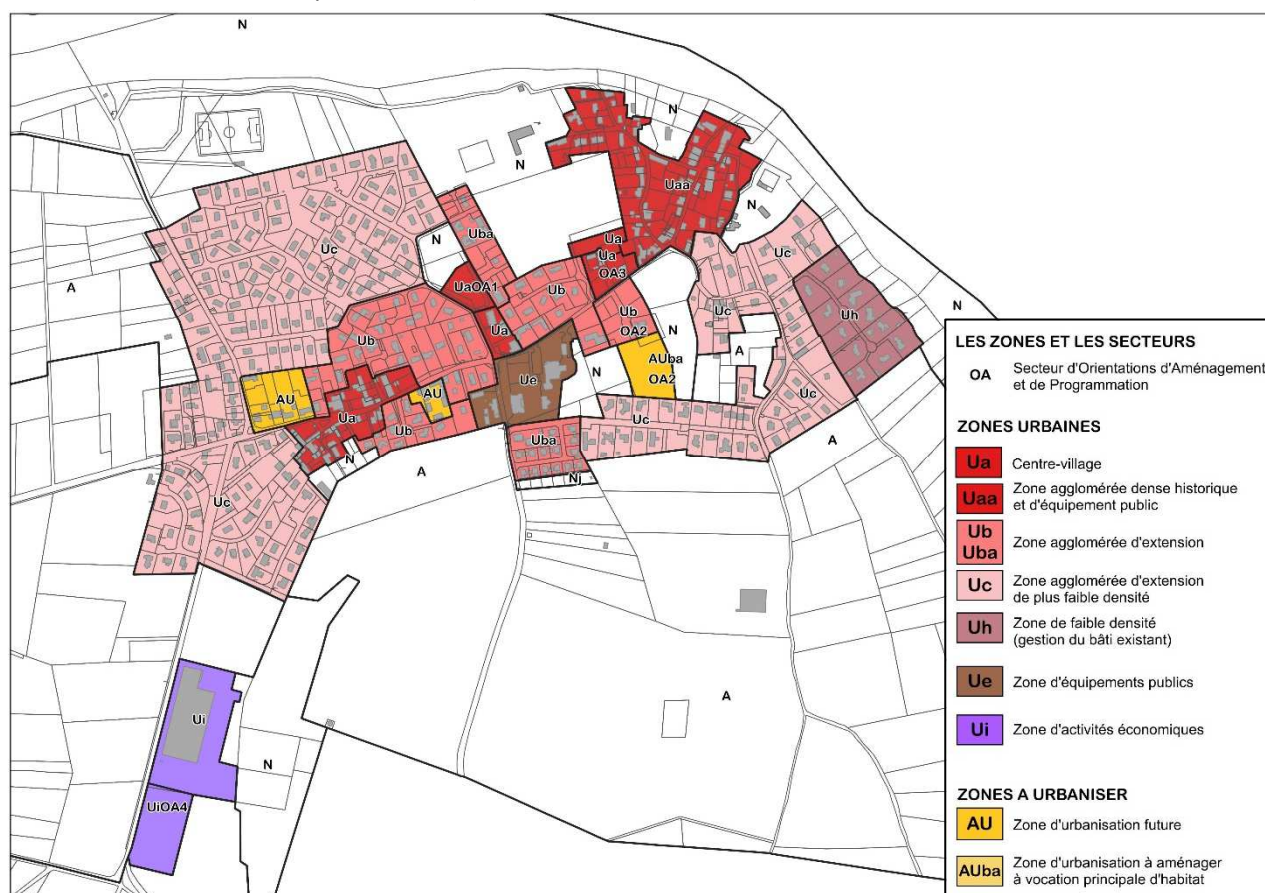 N
N
N
A
Uba
N
Uaa
N
Uc
Ua
Ua
OA3
Uc
UaOA1
Ub
Ub
OA2
N
Uc
Uh
N
Ub
Ua
A
AUba
OA2
Ue
N
AU
AU
Ua
Ub
Uc
Uc
Uba
A
N
A
Nj
Uc
A
Ui
N
UiOA4
LES ZONES ET LES SECTEURS
OA Secteur d'Orientations d'Aménagement
et de Programmation
ZONES URBAINES
Ua Centre-village
Uaa Zone agglomérée dense historique
et d'équipement public
Ub
Uba Zone agglomérée d'extension
Uc Zone agglomérée d'extension
de plus faible densité
Uh Zone de faible densité
(gestion du bâti existant)
Ue Zone d'équipements publics
Ui Zone d'activités économiques
ZONES A URBANISER
AU Zone d'urbanisation future
AUba Zone d'urbanisation à aménager
à vocation principale d'habitat